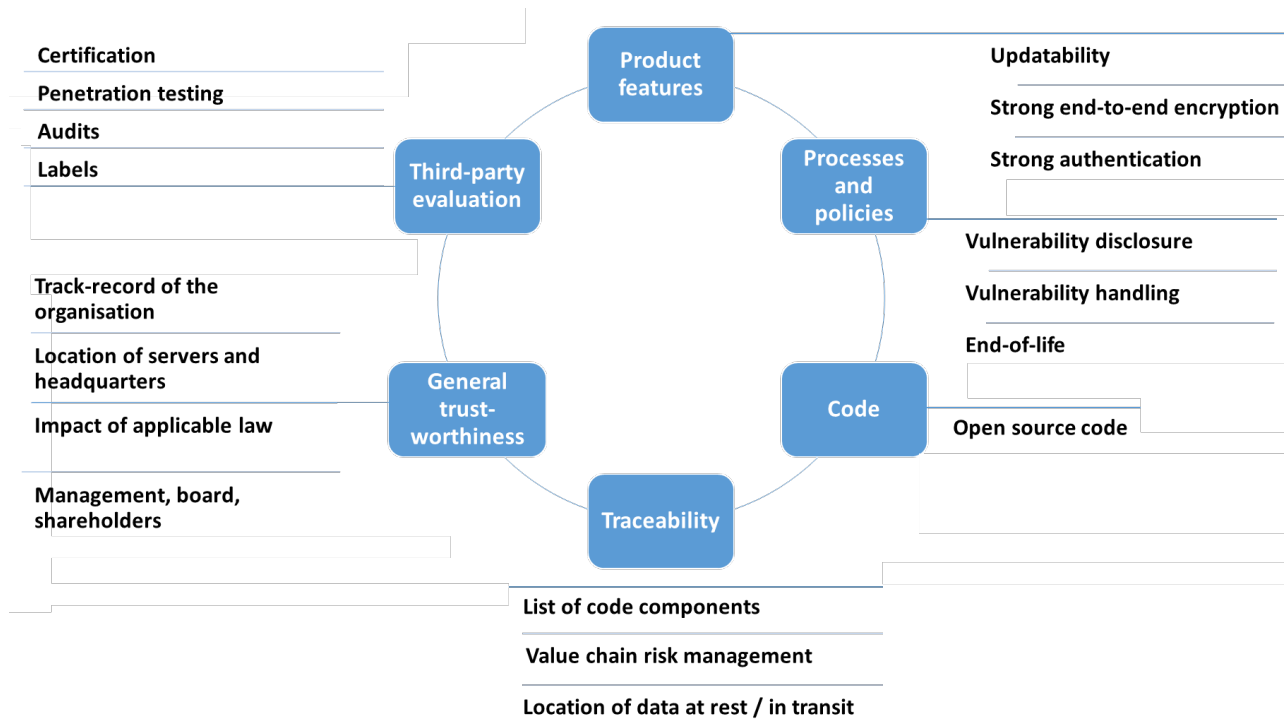 Product
features
Certification
Penetration testing
Audits
Labels
Third-party
evaluation
Updatability
Strong end-to-end encryption
Strong authentication
Processes
and
policies
Vulnerability disclosure
Vulnerability handling
End-of-life
Track-record of the
organisation
Location of servers and
headquarters
Impact of applicable law
Management, board,
shareholders
General
trust-
worthiness
Code
Open source code
Traceability
List of code components
Value chain risk management
Location of data at rest / in transit